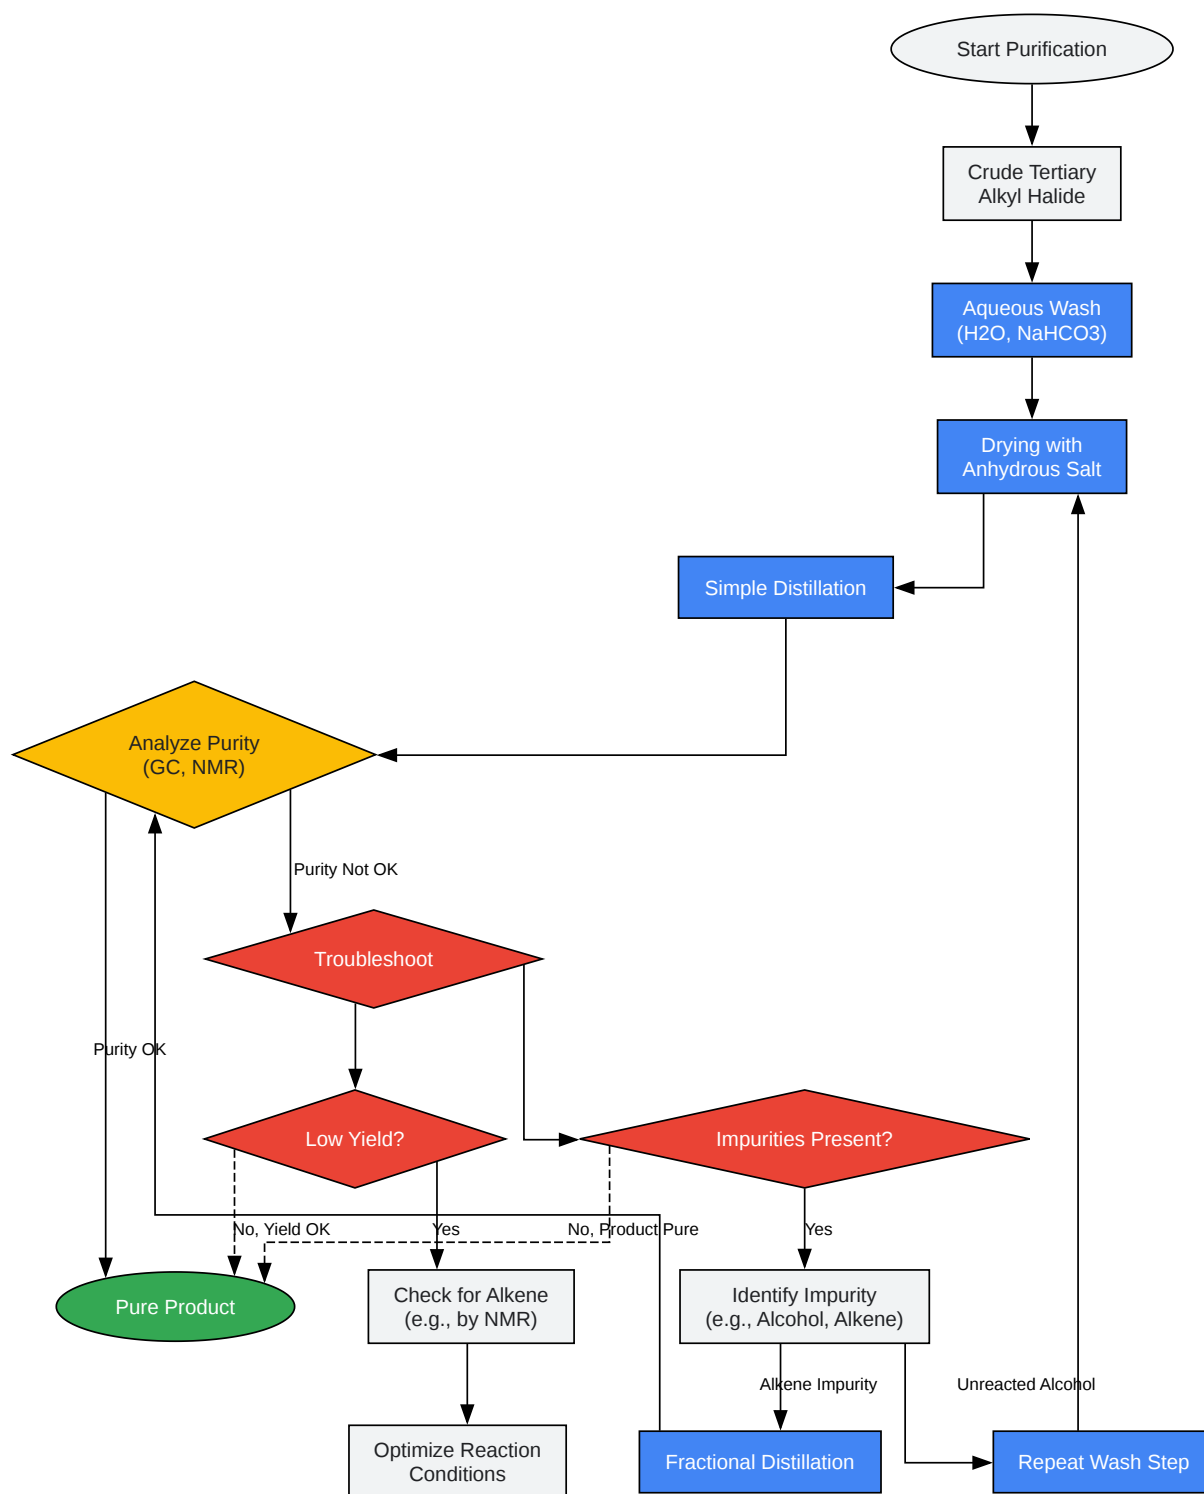 Start Purification
Crude Tertiary
Alkyl Halide
Aqueous Wash
(H2O, NaHCO3)
Drying with
Anhydrous Salt
Simple Distillation
Analyze Purity
(GC, NMR)
Purity Not OK
Troubleshoot
Purity OK
Low Yield?
Impurities Present?
No, Yield OK
Yes
No, Product Pure
Yes
Pure Product
Check for Alkene
(e.g., by NMR)
Identify Impurity
(e.g., Alcohol, Alkene)
Alkene Impurity
Unreacted Alcohol
Optimize Reaction
Conditions
Fractional Distillation
Repeat Wash Step